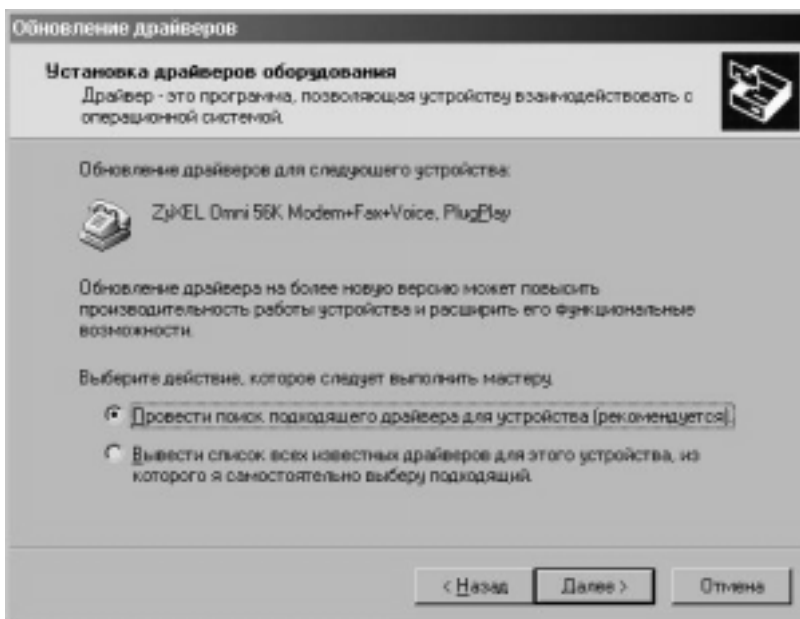 Обновление драйверов
Установка драйверов оборудования
Драйвер - это программа, позволяющая устройству взаимодействовать с
операционной системой.
Обновление драйверов для следующего устройства:
ZyXEL Omni 56K Modem+Fax+Voice, PlugPlay
Обновление драйвера на более новую версию может повысить
производительность работы устройства и расширить его функциональные
возможности.
Выберите действие, которое следует выполнить мастеру.
Провести поиск подходящего драйвера для устройства (рекомендуется).
Вывести список всех известных драйверов для этого устройства, из
которого я самостоятельно выберу подходящий.
< Назад
Далее >
Отмена